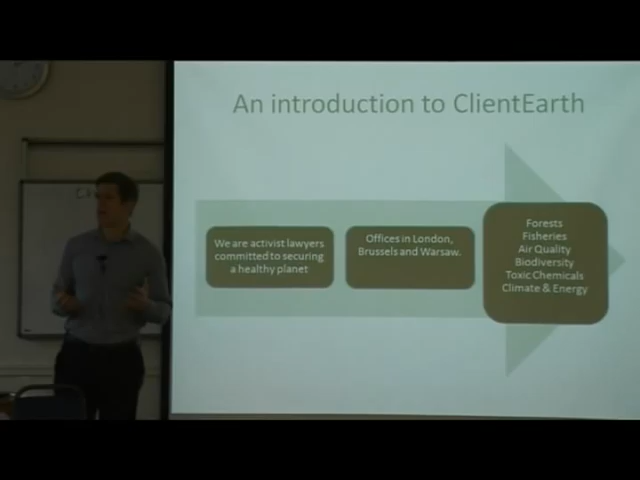 An introduction to ClientEarth
We are activist lawyers
committed to securing
a healthy planet
Offices in London,
Brussels and Warsaw.
Forests
Fisheries
Air Quality
Biodiversity
Toxic Chemicals
Climate & Energy